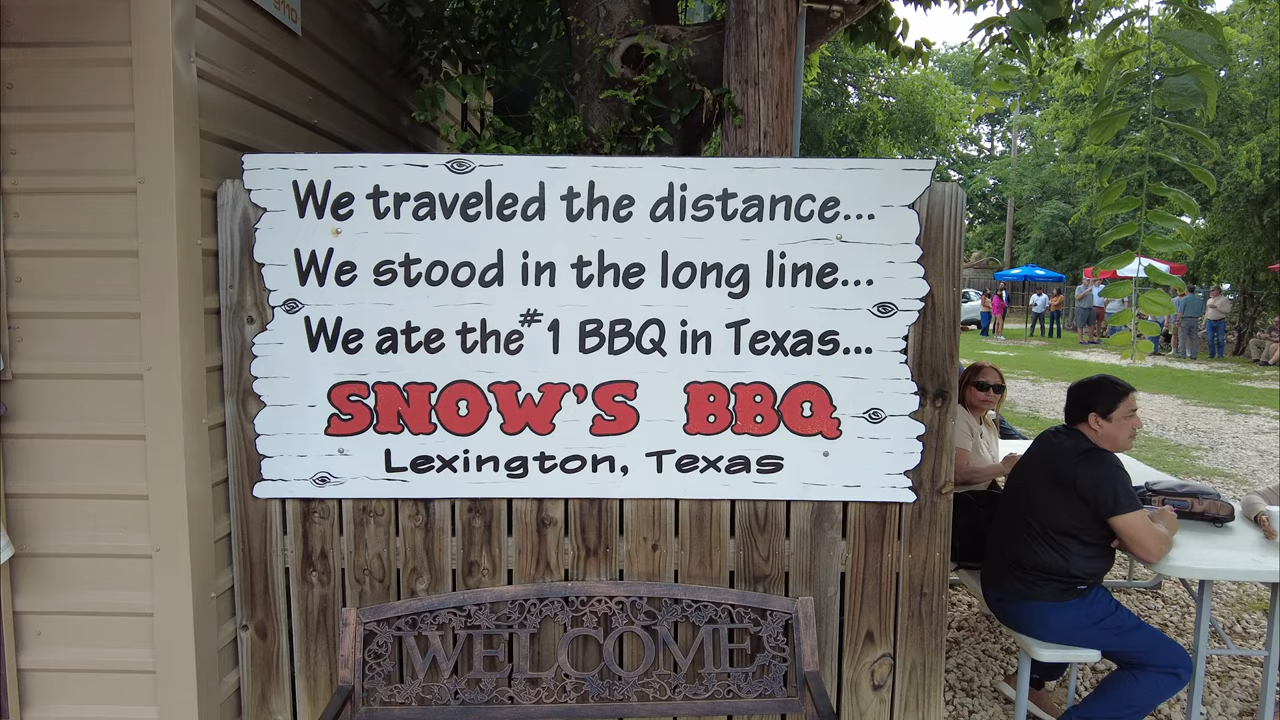 9110
We traveled the distance...
We stood in the long line...
We ate the #1 BBQ in Texas...
SNOW'S BBQ
Lexington, Texas
WELCOME